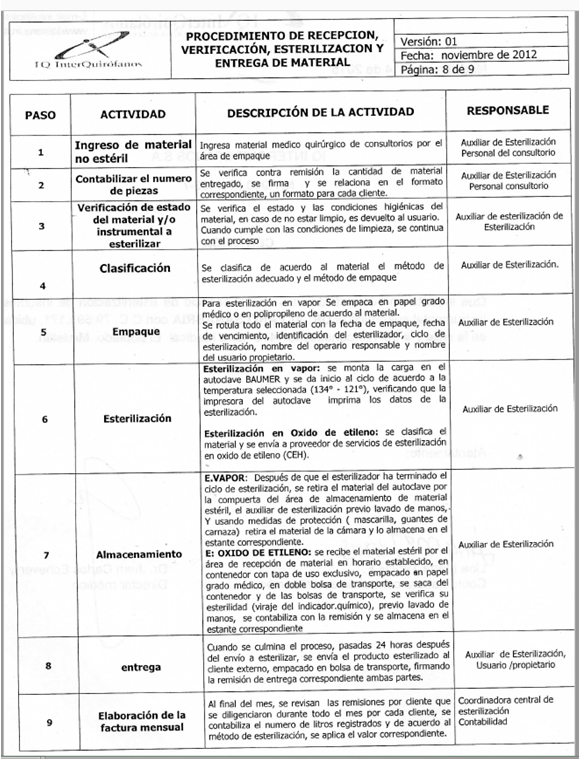 IQ InterQuirófanos
PROCEDIMIENTO DE RECEPCION,
VERIFICACIÓN, ESTERILIZACION Y
ENTREGA DE MATERIAL
Versión: 01
Fecha: noviembre de 2012
Página: 8 de 9
PASO
ACTIVIDAD
DESCRIPCIÓN DE LA ACTIVIDAD
RESPONSABLE
1
Ingreso de material
no estéril
Ingresa material medico quirúrgico de consultorios por el
área de empaque
Auxiliar de Esterilización
Personal del consultorio
2
Contabilizar el numero
de piezas
Se verifica contra remisión la cantidad de material
entregado, se firma y se relaciona en el formato
correspondiente, un formato para cada cliente.
Auxiliar de Esterilización
Personal consultorio
3
Verificación de estado
del material y/o
instrumental a
esterilizar
Se verifica el estado y las condiciones higiénicas del
material, en caso de no estar limpio, es devuelto al usuario.
Cuando cumple con las condiciones de limpieza, se continua
con el proceso
Auxiliar de esterilización de
Esterilización
4
Clasificación
Se clasifica de acuerdo al material el método de
esterilización adecuado y el método de empaque
Auxiliar de Esterilización.
5
Empaque
Para esterilización en vapor Se empaca en papel grado
médico o en polipropileno de acuerdo al material.
Se rotula todo el material con la fecha de empaque, fecha
de vencimiento, identificación del esterilizador, ciclo de
esterilización, nombre del operario responsable y nombre
del usuario propietario.
Auxiliar de Esterilización
6
Esterilización
Esterilización en vapor: se monta la carga en el
autoclave BAUMER y se da inicio al ciclo de acuerdo a la
temperatura seleccionada (134° - 121°), verificando que la
impresora del autoclave imprima los datos de la
esterilización.
Esterilización en Oxido de etileno: se clasifica el
material y se envía a proveedor de servicios de esterilización
en oxido de etileno (CEH).
Auxiliar de Esterilización
7
Almacenamiento
E.VAPOR: Después de que el esterilizador ha terminado el
ciclo de esterilización, se retira el material del autoclave por
la compuerta del área de almacenamiento de material
estéril, el auxiliar de esterilización previo lavado de manos,
Y usando medidas de protección ( mascarilla, guantes de
carnaza) retira el material de la cámara y lo almacena en el
estante correspondiente.
E: OXIDO DE ETILENO: se recibe el material estéril por el
área de recepción de material en horario establecido, en
contenedor con tapa de uso exclusivo, empacado en papel
grado médico, en doble bolsa de transporte, se saca del
contenedor y de las bolsas de transporte, se verifica su
esterilidad (viraje del indicador.químico), previo lavado de
manos, se contabiliza con la remisión y se almacena en el
estante correspondiente
Auxiliar de Esterilización
8
entrega
Cuando se culmina el proceso, pasadas 24 horas después
del envío a esterilizar, se envía el producto esterilizado al
cliente externo, empacado en bolsa de transporte, firmando
la remisión de entrega correspondiente ambas partes.
Auxiliar de Esterilización,
Usuario /propietario
9
Elaboración de la
factura mensual
Al final del mes, se revisan las remisiones por cliente que
se diligenciaron durante todo el mes por cada cliente, se
contabiliza el numero de litros registrados y de acuerdo al
método de esterilización, se aplica el valor correspondiente.
Coordinadora central de
esterilización
Contabilidad